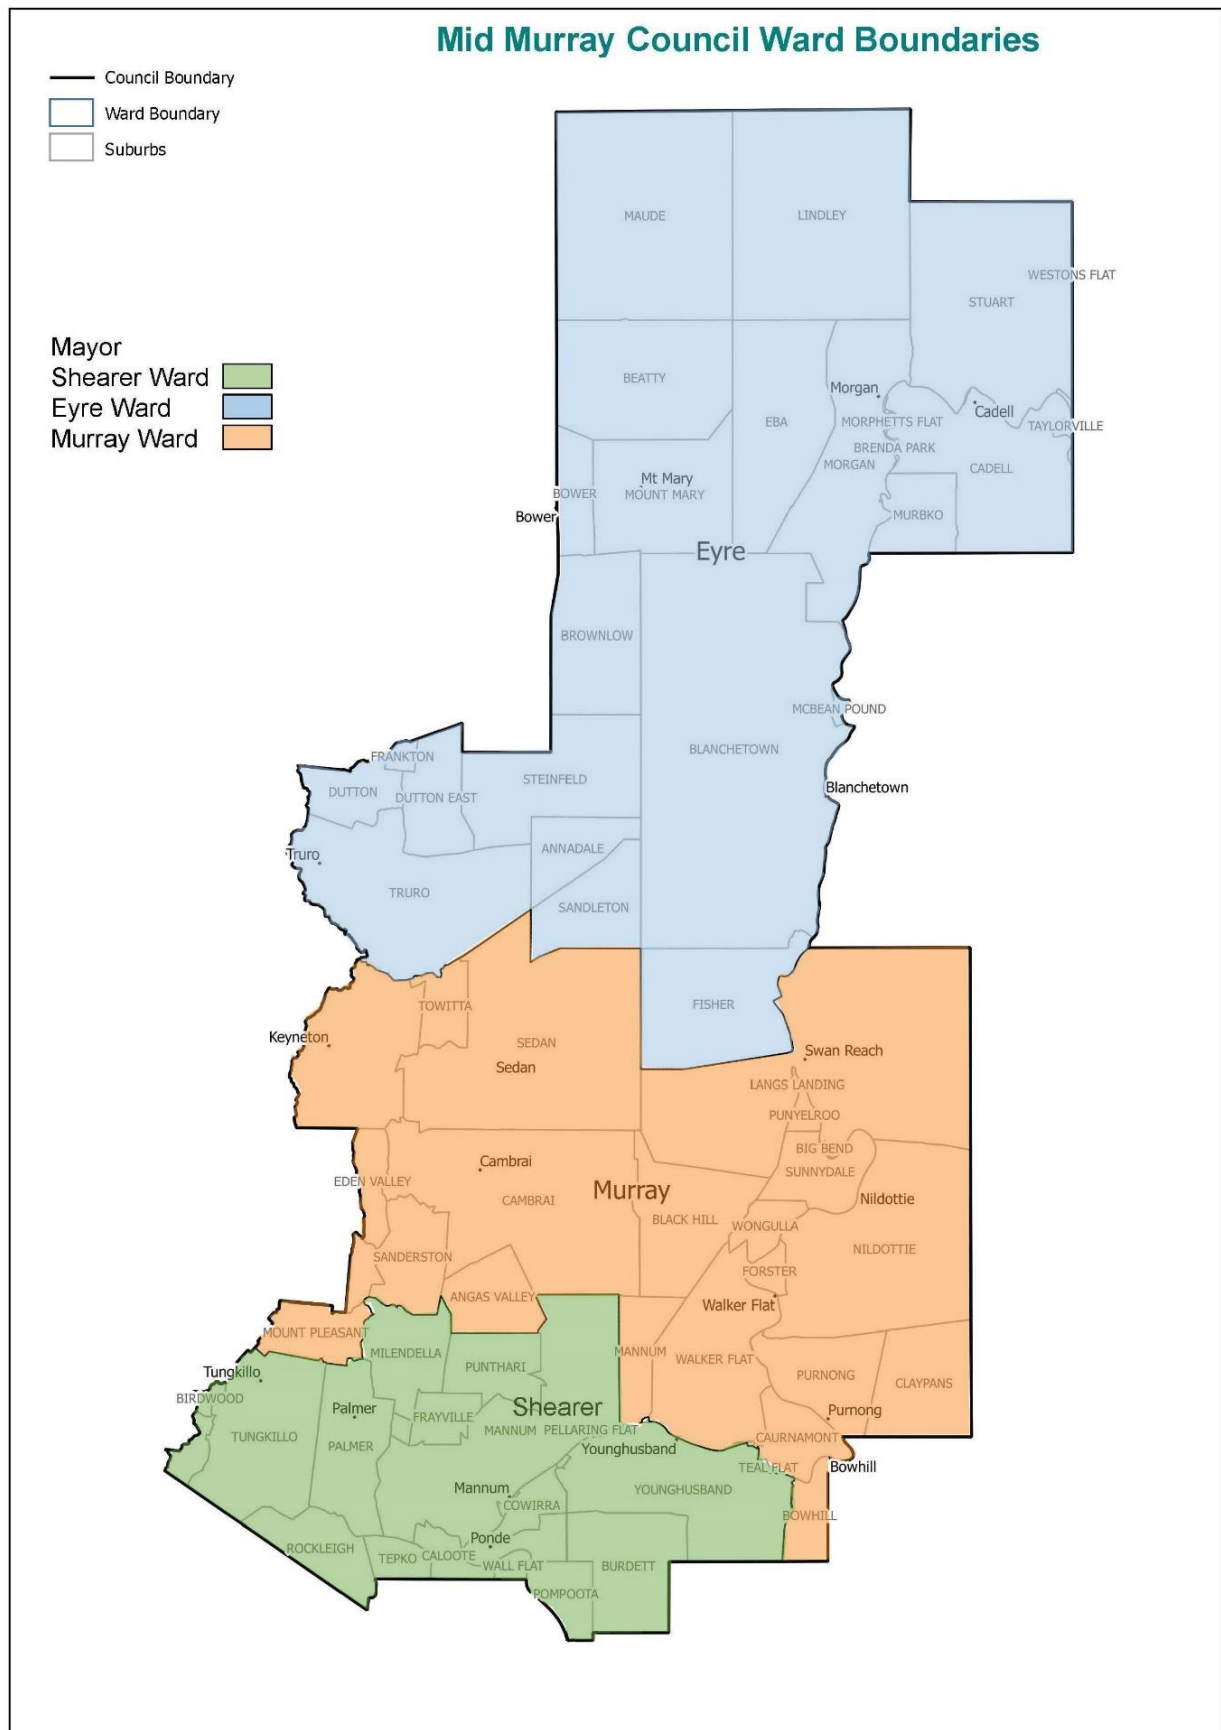 Mid Murray Council Ward Boundaries
Council Boundary
Ward Boundary
Suburbs
MAUDE
LINDLEY
WESTONS FLAT
STUART
Mayor
Shearer Ward
Eyre Ward
Murray Ward
BEATTY
Morgan
Cadell
EBA
MORPHETTS FLAT
TAYLORVILLE
BRENDA PARK
MORGAN
CADELL
Mt Mary
BOWER
MOUNT MARY
Bower
MURBKO
Eyre
BROWNLOW
MCBEAN POUND
BLANCHETOWN
FRANKTON
STEINFELD
DUTTON
DUTTON EAST
Blanchetown
Truro
ANNADALE
TRURO
SANDLETON
FISHER
TOWITTA
Keyneton
SEDAN
Swan Reach
Sedan
LANGS LANDING
PUNYELROO
BIG BEND
Cambrai
SUNNYDALE
EDEN VALLEY
Murray
CAMBRAI
Nildottie
BLACK HILL
WONGULLA
NILDOTTIE
SANDERSTON
FORSTER
ANGAS VALLEY
Walker Flat
MOUNT PLEASANT
MILENDELLA
MANNUM
WALKER FLAT
PUNTHARI
Tungkillo
PURNONG
CLAYPANS
BIRDWOOD
Palmer
Shearer
Purnong
FRAYVILLE
MANNUM
PELLARING FLAT
TUNGKILLO
PALMER
Younghusband
CAURNAMONT
TEAL FLAT
Bowhill
Mannum
YOUNGHUSBAND
COWIRRA
BOWHILL
Ponde
ROCKLEIGH
TEPKO
CALOOTE
WALL FLAT
BURDETT
POMPOOTA